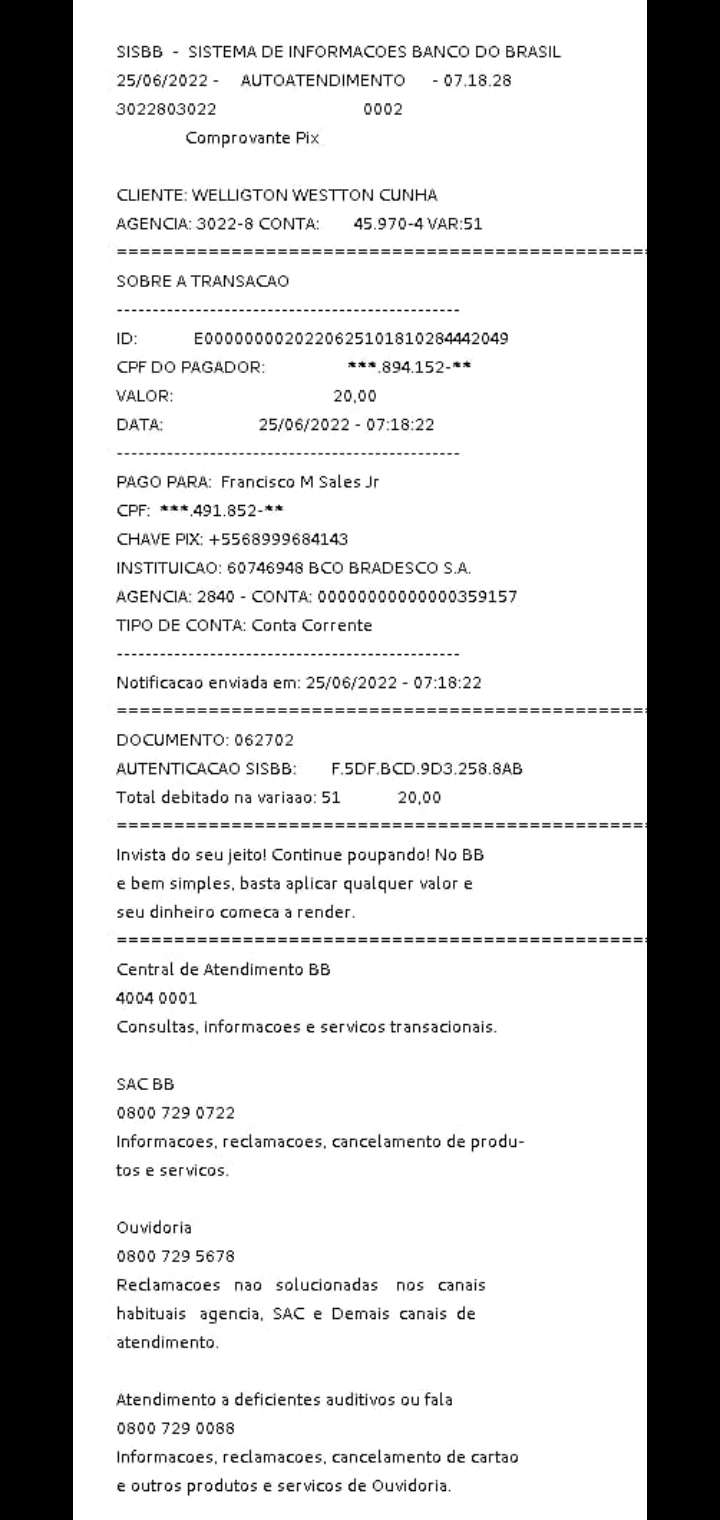 SISBB - SISTEMA DE INFORMACOES BANCO DO BRASIL
25/06/2022 - AUTOATENDIMENTO - 07.18.28
3022803022 0002
Comprovante Pix
CLIENTE: WELLIGTON WESTTON CUNHA
AGENCIA: 3022-8 CONTA: 45.970-4 VAR:51
================================================
SOBRE A TRANSACAO
------------------------------------------------
ID: E00000000202206251018102844​42049
CPF DO PAGADOR: ***.894.152-**
VALOR: 20,00
DATA: 25/06/2022 - 07:18:22
------------------------------------------------
PAGO PARA: Francisco M Sales Jr
CPF: ***.491.852-**
CHAVE PIX: +5568999684143
INSTITUICAO: 60746948 BCO BRADESCO S.A.
AGENCIA: 2840 - CONTA: 00000000000000359157
TIPO DE CONTA: Conta Corrente
------------------------------------------------
Notificacao enviada em: 25/06/2022 - 07:18:22
================================================
DOCUMENTO: 062702
AUTENTICACAO SISBB: F.5DF.BCD.9D3.258.8AB
Total debitado na variaao: 51 20,00
================================================
Invista do seu jeito! Continue poupando! No BB
e bem simples, basta aplicar qualquer valor e
seu dinheiro comeca a render.
================================================
Central de Atendimento BB
4004 0001
Consultas, informacoes e servicos transacionais.
SAC BB
0800 729 0722
Informacoes, reclamacoes, cancelamento de produ-
tos e servicos.
Ouvidoria
0800 729 5678
Reclamacoes nao solucionadas nos canais
habituais agencia, SAC e Demais canais de
atendimento.
Atendimento a deficientes auditivos ou fala
0800 729 0088
Informacoes, reclamacoes, cancelamento de cartao
e outros produtos e servicos de Ouvidoria.